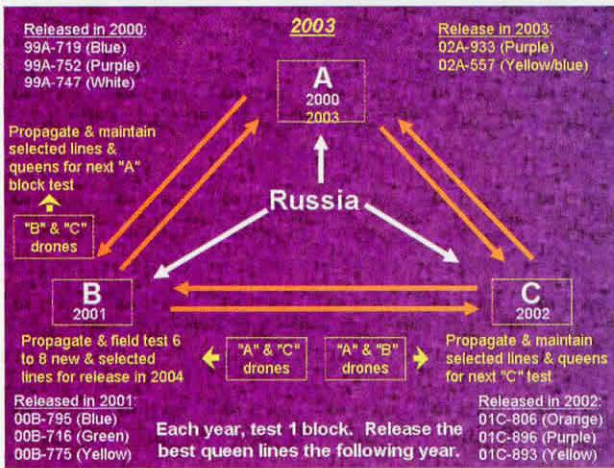 2003
Released in 2000:
99A-719 (Blue)
99A-752 (Purple)
99A-747 (White)
Release in 2003:
02A-933 (Purple)
02A-557 (Yellow/blue)
A
2000
2003
Propagate & maintain
selected lines &
queens for next "A"
block test
"B" & "C"
drones
Russia
B
2001
C
2002
Propagate & field test 6
to 8 new & selected
lines for release in 2004
"A" & "C"
drones
"A" & "B"
drones
Propagate & maintain
selected lines & queens
for next "C" test
Released in 2001:
00B-795 (Blue)
00B-716 (Green)
00B-775 (Yellow)
Each year, test 1 block. Release the
best queen lines the following year.
Released in 2002:
01C-806 (Orange)
01C-896 (Purple)
01C-893 (Yellow)